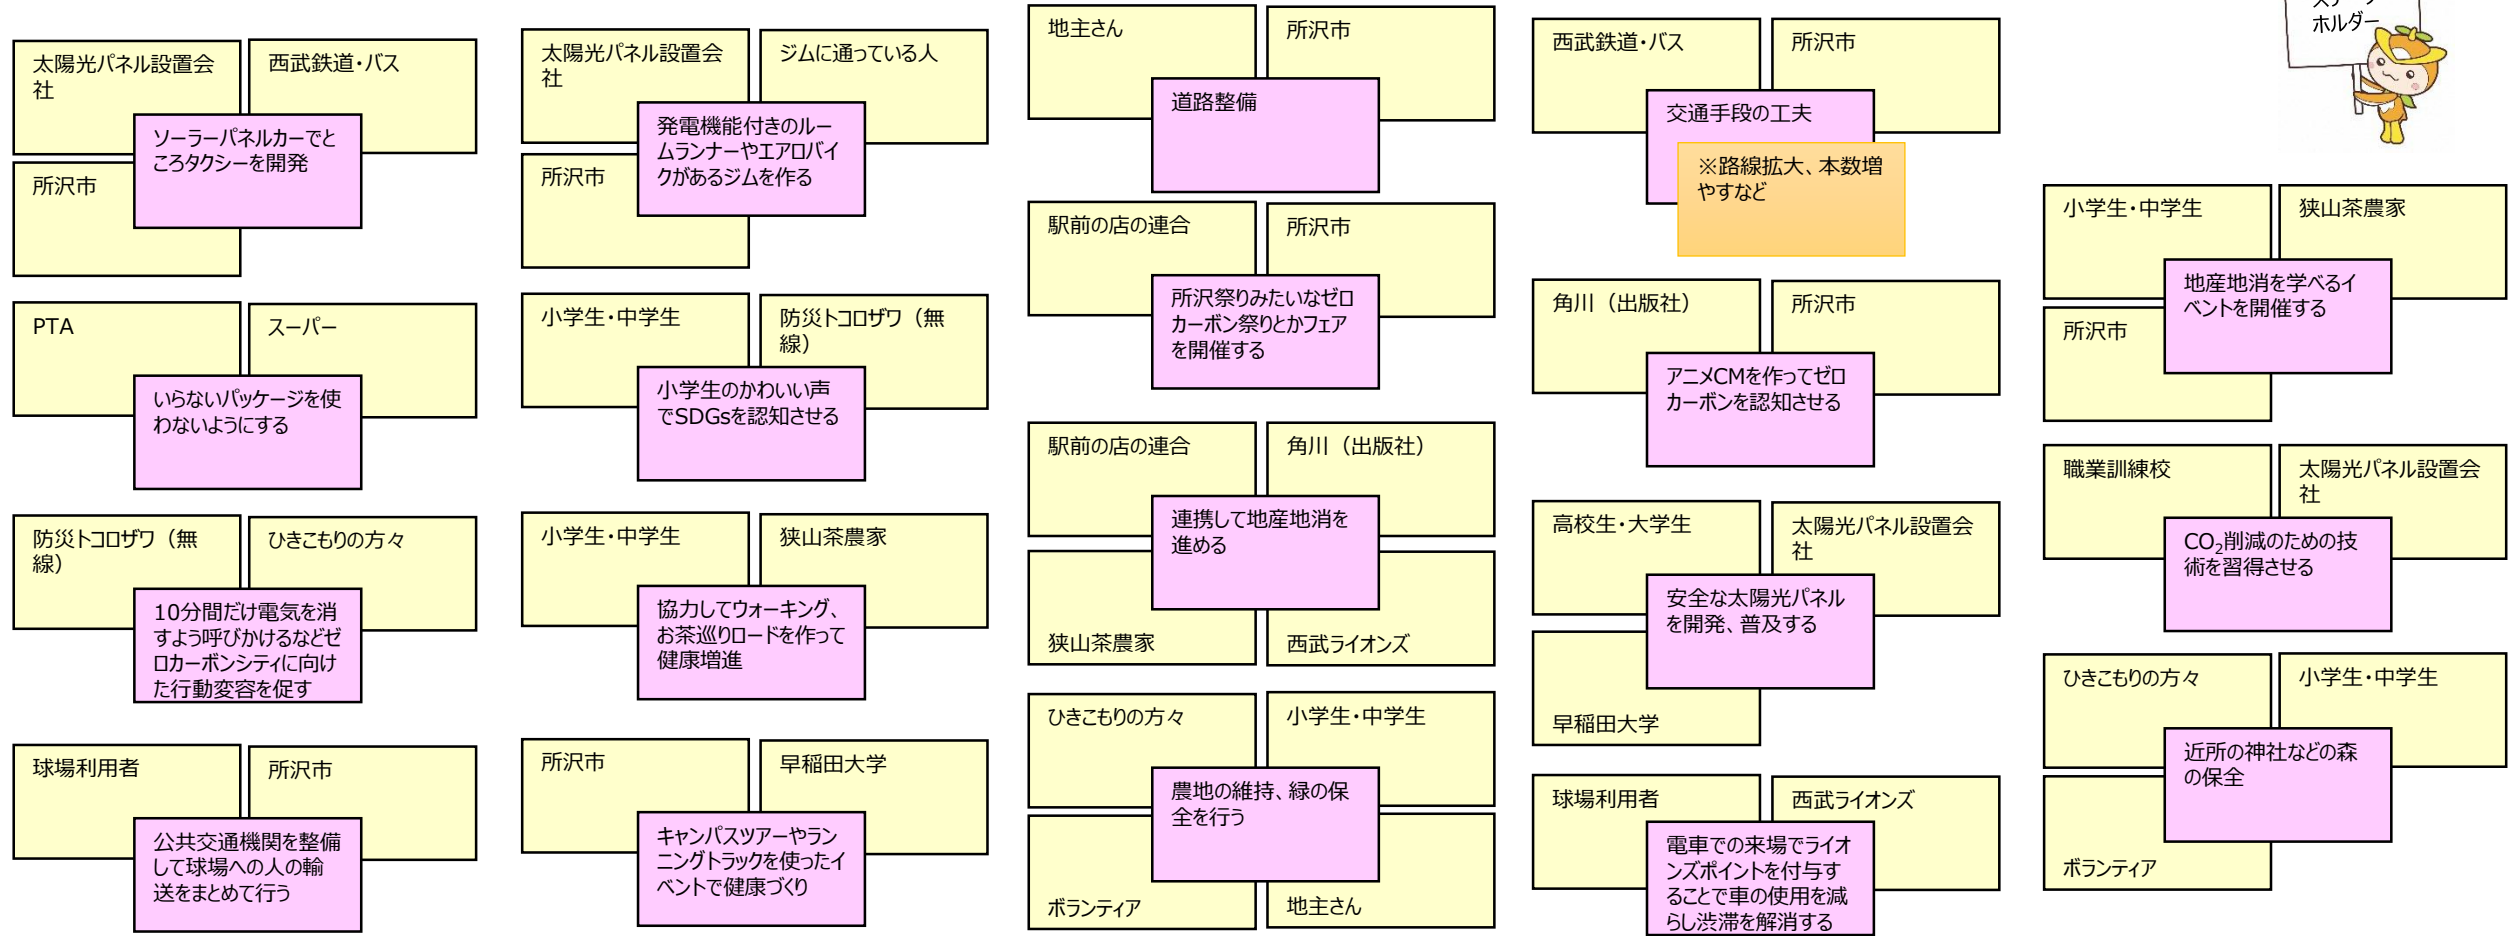 太陽光パネル設置会
社
西武鉄道・バス
所沢市
ソーラーパネルカーでと
ころタクシーを開発
PTA
スーパー
いらないパッケージを使
わないようにする
防災トコロザワ（無
線）
ひきこもりの方々
10分間だけ電気を消
すよう呼びかけるなどゼ
ロカーボンシティに向け
た行動変容を促す
球場利用者
所沢市
公共交通機関を整備
して球場への人の輸
送をまとめて行う
太陽光パネル設置会
社
ジムに通っている人
所沢市
発電機能付きのルー
ムランナーやエアロバイ
クがあるジムを作る
小学生・中学生
防災トコロザワ（無
線）
小学生のかわいい声
でSDGsを認知させる
小学生・中学生
狭山茶農家
協力してウォーキング、
お茶巡りロードを作って
健康増進
所沢市
早稲田大学
キャンパスツアーやラン
ニングトラックを使ったイ
ベントで健康づくり
地主さん
所沢市
道路整備
駅前の店の連合
所沢市
所沢祭りみたいなゼロ
カーボン祭りとかフェア
を開催する
駅前の店の連合
角川（出版社）
連携して地産地消を
進める
狭山茶農家
西武ライオンズ
ひきこもりの方々
小学生・中学生
農地の維持、緑の保
全を行う
ボランティア
地主さん
西武鉄道・バス
所沢市
交通手段の工夫
※路線拡大、本数増
やすなど
角川（出版社）
所沢市
アニメCMを作ってゼロ
カーボンを認知させる
高校生・大学生
太陽光パネル設置会
社
安全な太陽光パネル
を開発、普及する
早稲田大学
球場利用者
西武ライオンズ
電車での来場でライオ
ンズポイントを付与す
ることで車の使用を減
らし渋滞を解消する
ホルダー
小学生・中学生
狭山茶農家
所沢市
地産地消を学べるイ
ベントを開催する
職業訓練校
太陽光パネル設置会
社
CO₂削減のための技
術を習得させる
ひきこもりの方々
小学生・中学生
近所の神社などの森
の保全
ボランティア